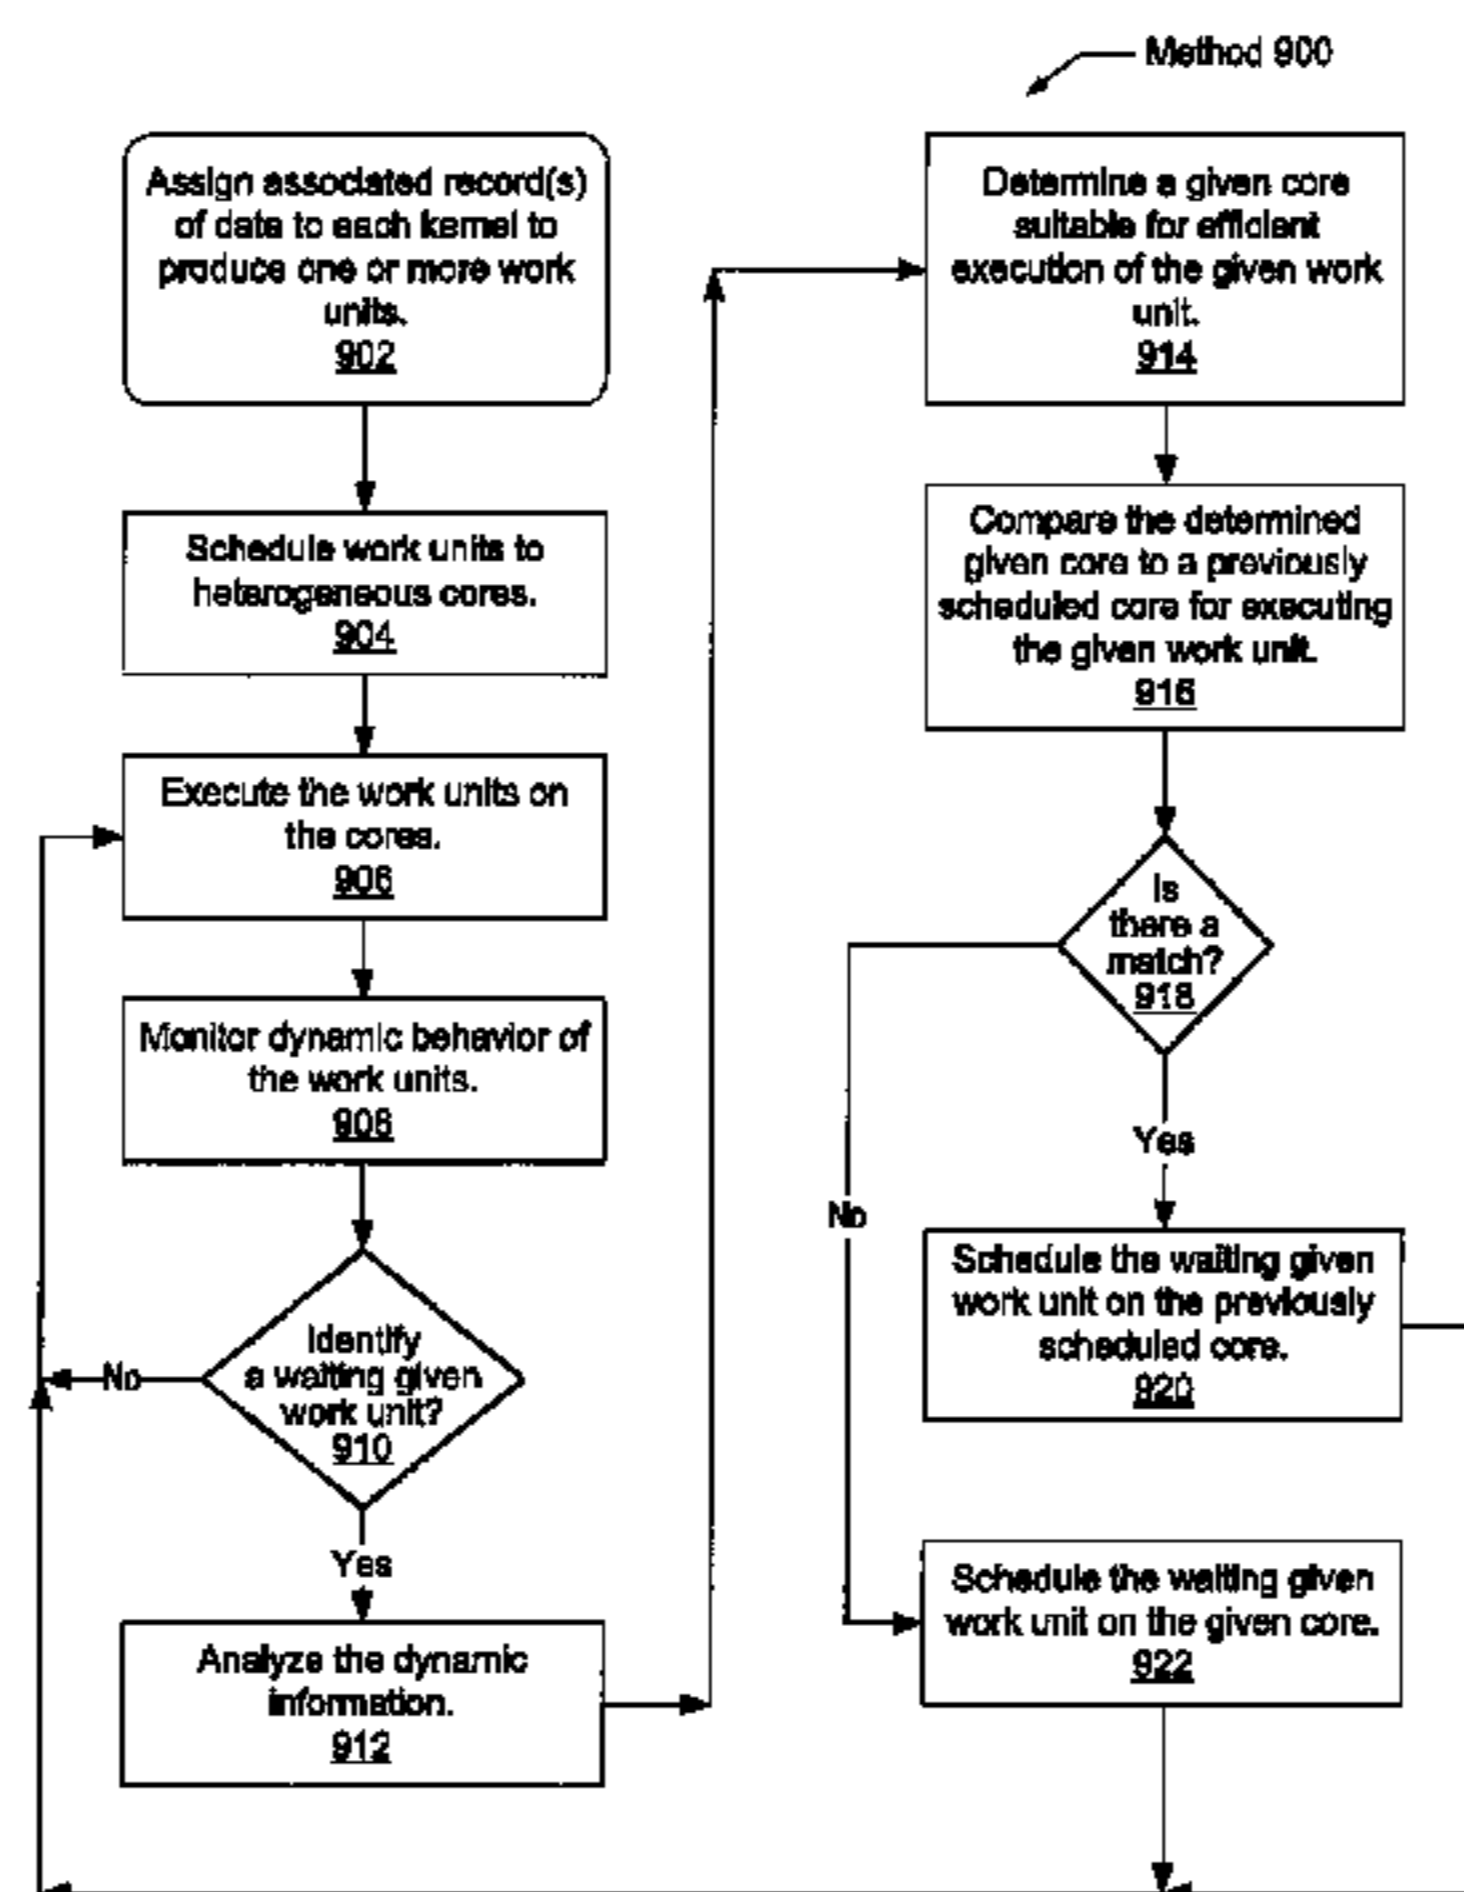 Method 900
Assign associated record(s)
of data to each kernel to
produce one or more work
units.
902
Schedule work units to
heterogeneous cores.
904
Execute the work units on
the cores.
906
Monitor dynamic behavior of
the work units.
908
Identify
a waiting given
work unit?
910
No
Yes
Analyze the dynamic
information.
912
Determine a given core
suitable for efficient
execution of the given work
unit.
914
Compare the determined
given core to a previously
scheduled core for executing
the given work unit.
916
Is
there a
match?
918
Yes
No
Schedule the waiting given
work unit on the previously
scheduled core.
920
Schedule the waiting given
work unit on the given core.
922